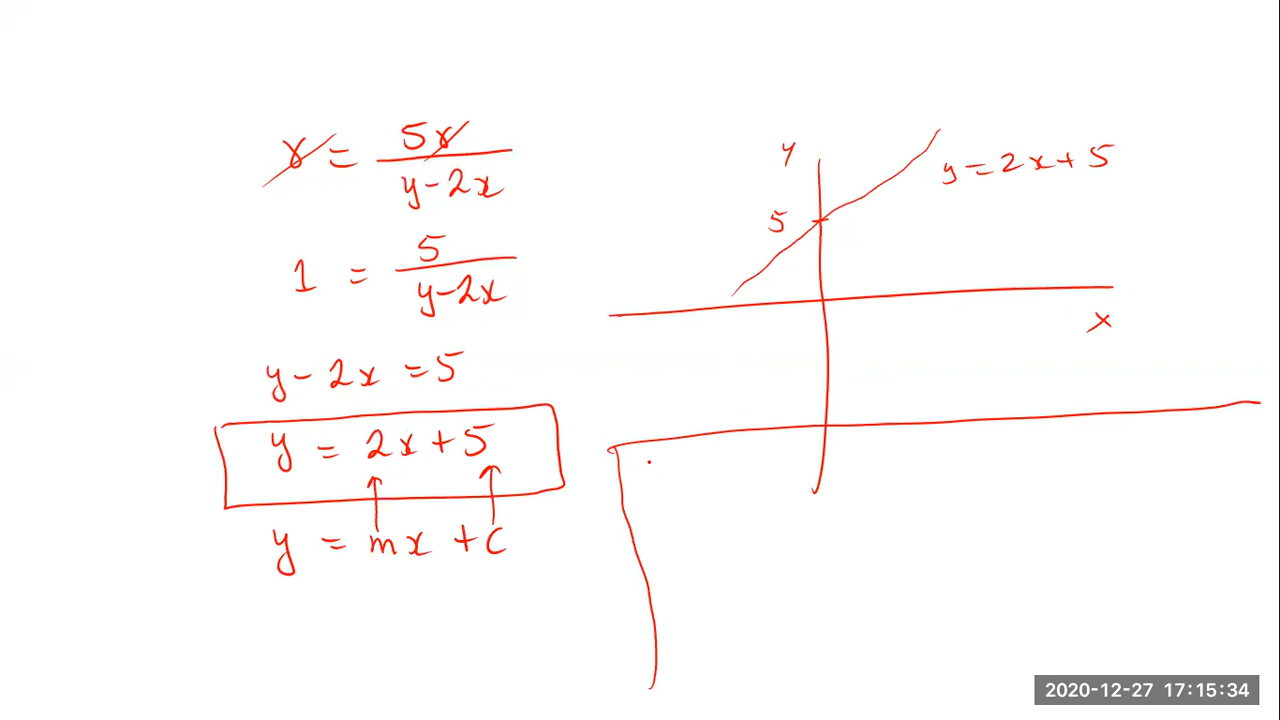 x = 5x / y-2x
1 = 5 / y-2x
y-2x = 5
y = 2x+5
y = mx +c
y
5
y=2x+5
x
2020-12-27 17:15:34